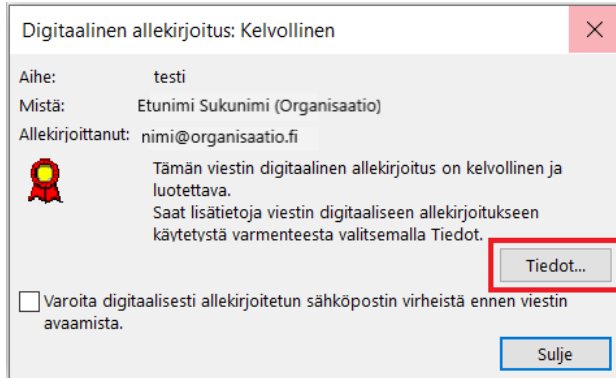 Digitaalinen allekirjoitus: Kelvollinen
Aihe: testi
Mistä: Etunimi Sukunimi (Organisaatio)
Allekirjoittanut: nimi@organisaatio.fi
Tämän viestin digitaalinen allekirjoitus on kelvollinen ja
luotettava.
Saat lisätietoja viestin digitaaliseen allekirjoitukseen
käytetystä varmenteesta valitsemalla Tiedot.
Tiedot...
Varoita digitaalisesti allekirjoitetun sähköpostin virheistä ennen viestin
avaamista.
Sulje